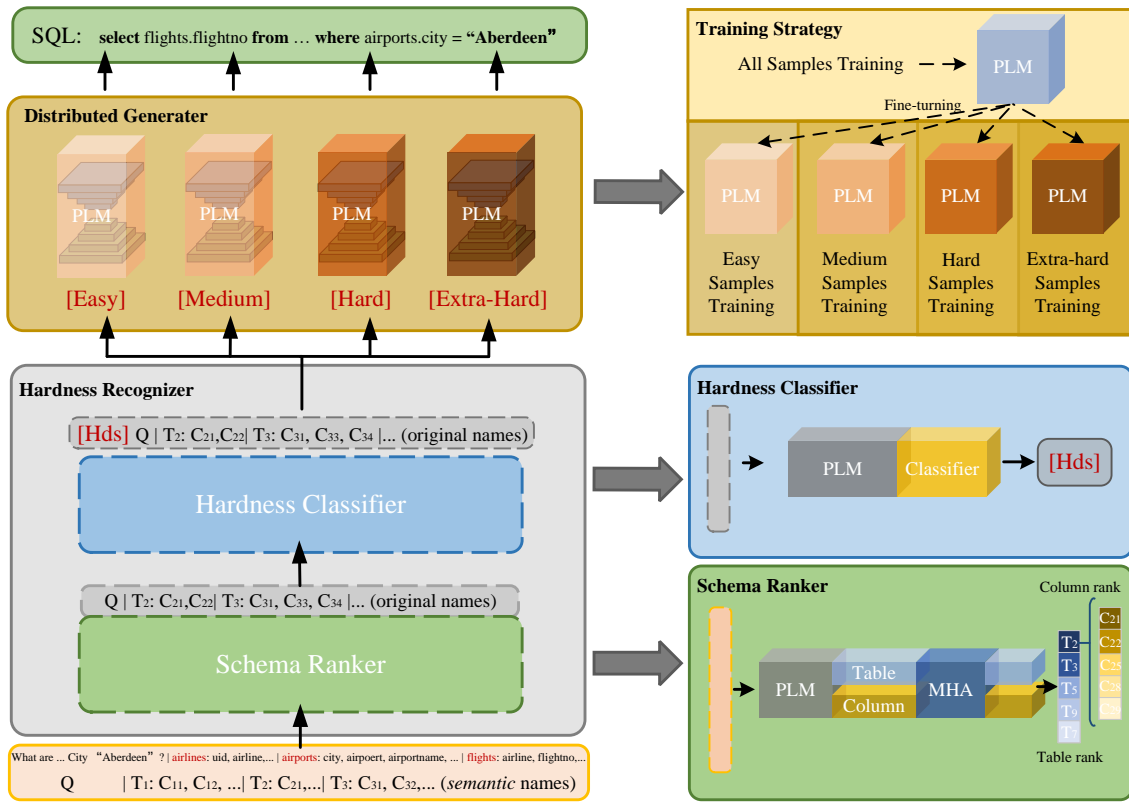 SQL: select flights.flightno from … where airports.city = “Aberdeen”
Distributed Generater
PLM
PLM
PLM
PLM
[Easy]
[Medium]
[Hard]
[Extra-Hard]
Hardness Recognizer
[Hds] Q | T2: C21,C22| T3: C31, C33, C34 |... (original names)
Hardness Classifier
Q | T2: C21,C22| T3: C31, C33, C34 |... (original names)
Schema Ranker
What are ... City “Aberdeen” ? | airlines: uid, airline,... | airports: city, airpoert, airportname, ... | flights: airline, flightno,...
Q | T1: C11, C12, ...| T2: C21,...| T3: C31, C32,... (semantic names)
Training Strategy
All Samples Training
PLM
Fine-turning
PLM
PLM
PLM
PLM
Easy
Samples
Training
Medium
Samples
Training
Hard
Samples
Training
Extra-hard
Samples
Training
Hardness Classifier
PLM
Classifier
[Hds]
Schema Ranker
Column rank
PLM
Table
Column
MHA
T2
T3
T5
T9
T7
C21
C22
C25
C28
Table rank